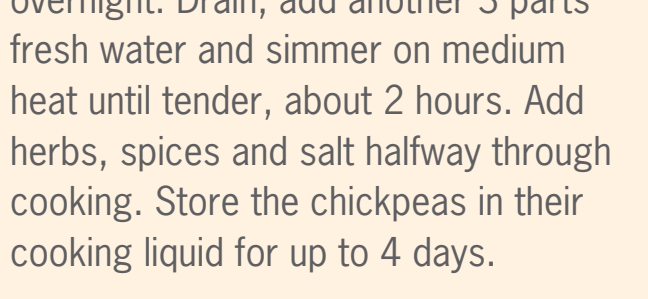 overnight. Drain, add another 3 parts
fresh water and simmer on medium
heat until tender, about 2 hours. Add
herbs, spices and salt halfway through
cooking. Store the chickpeas in their
cooking liquid for up to 4 days.